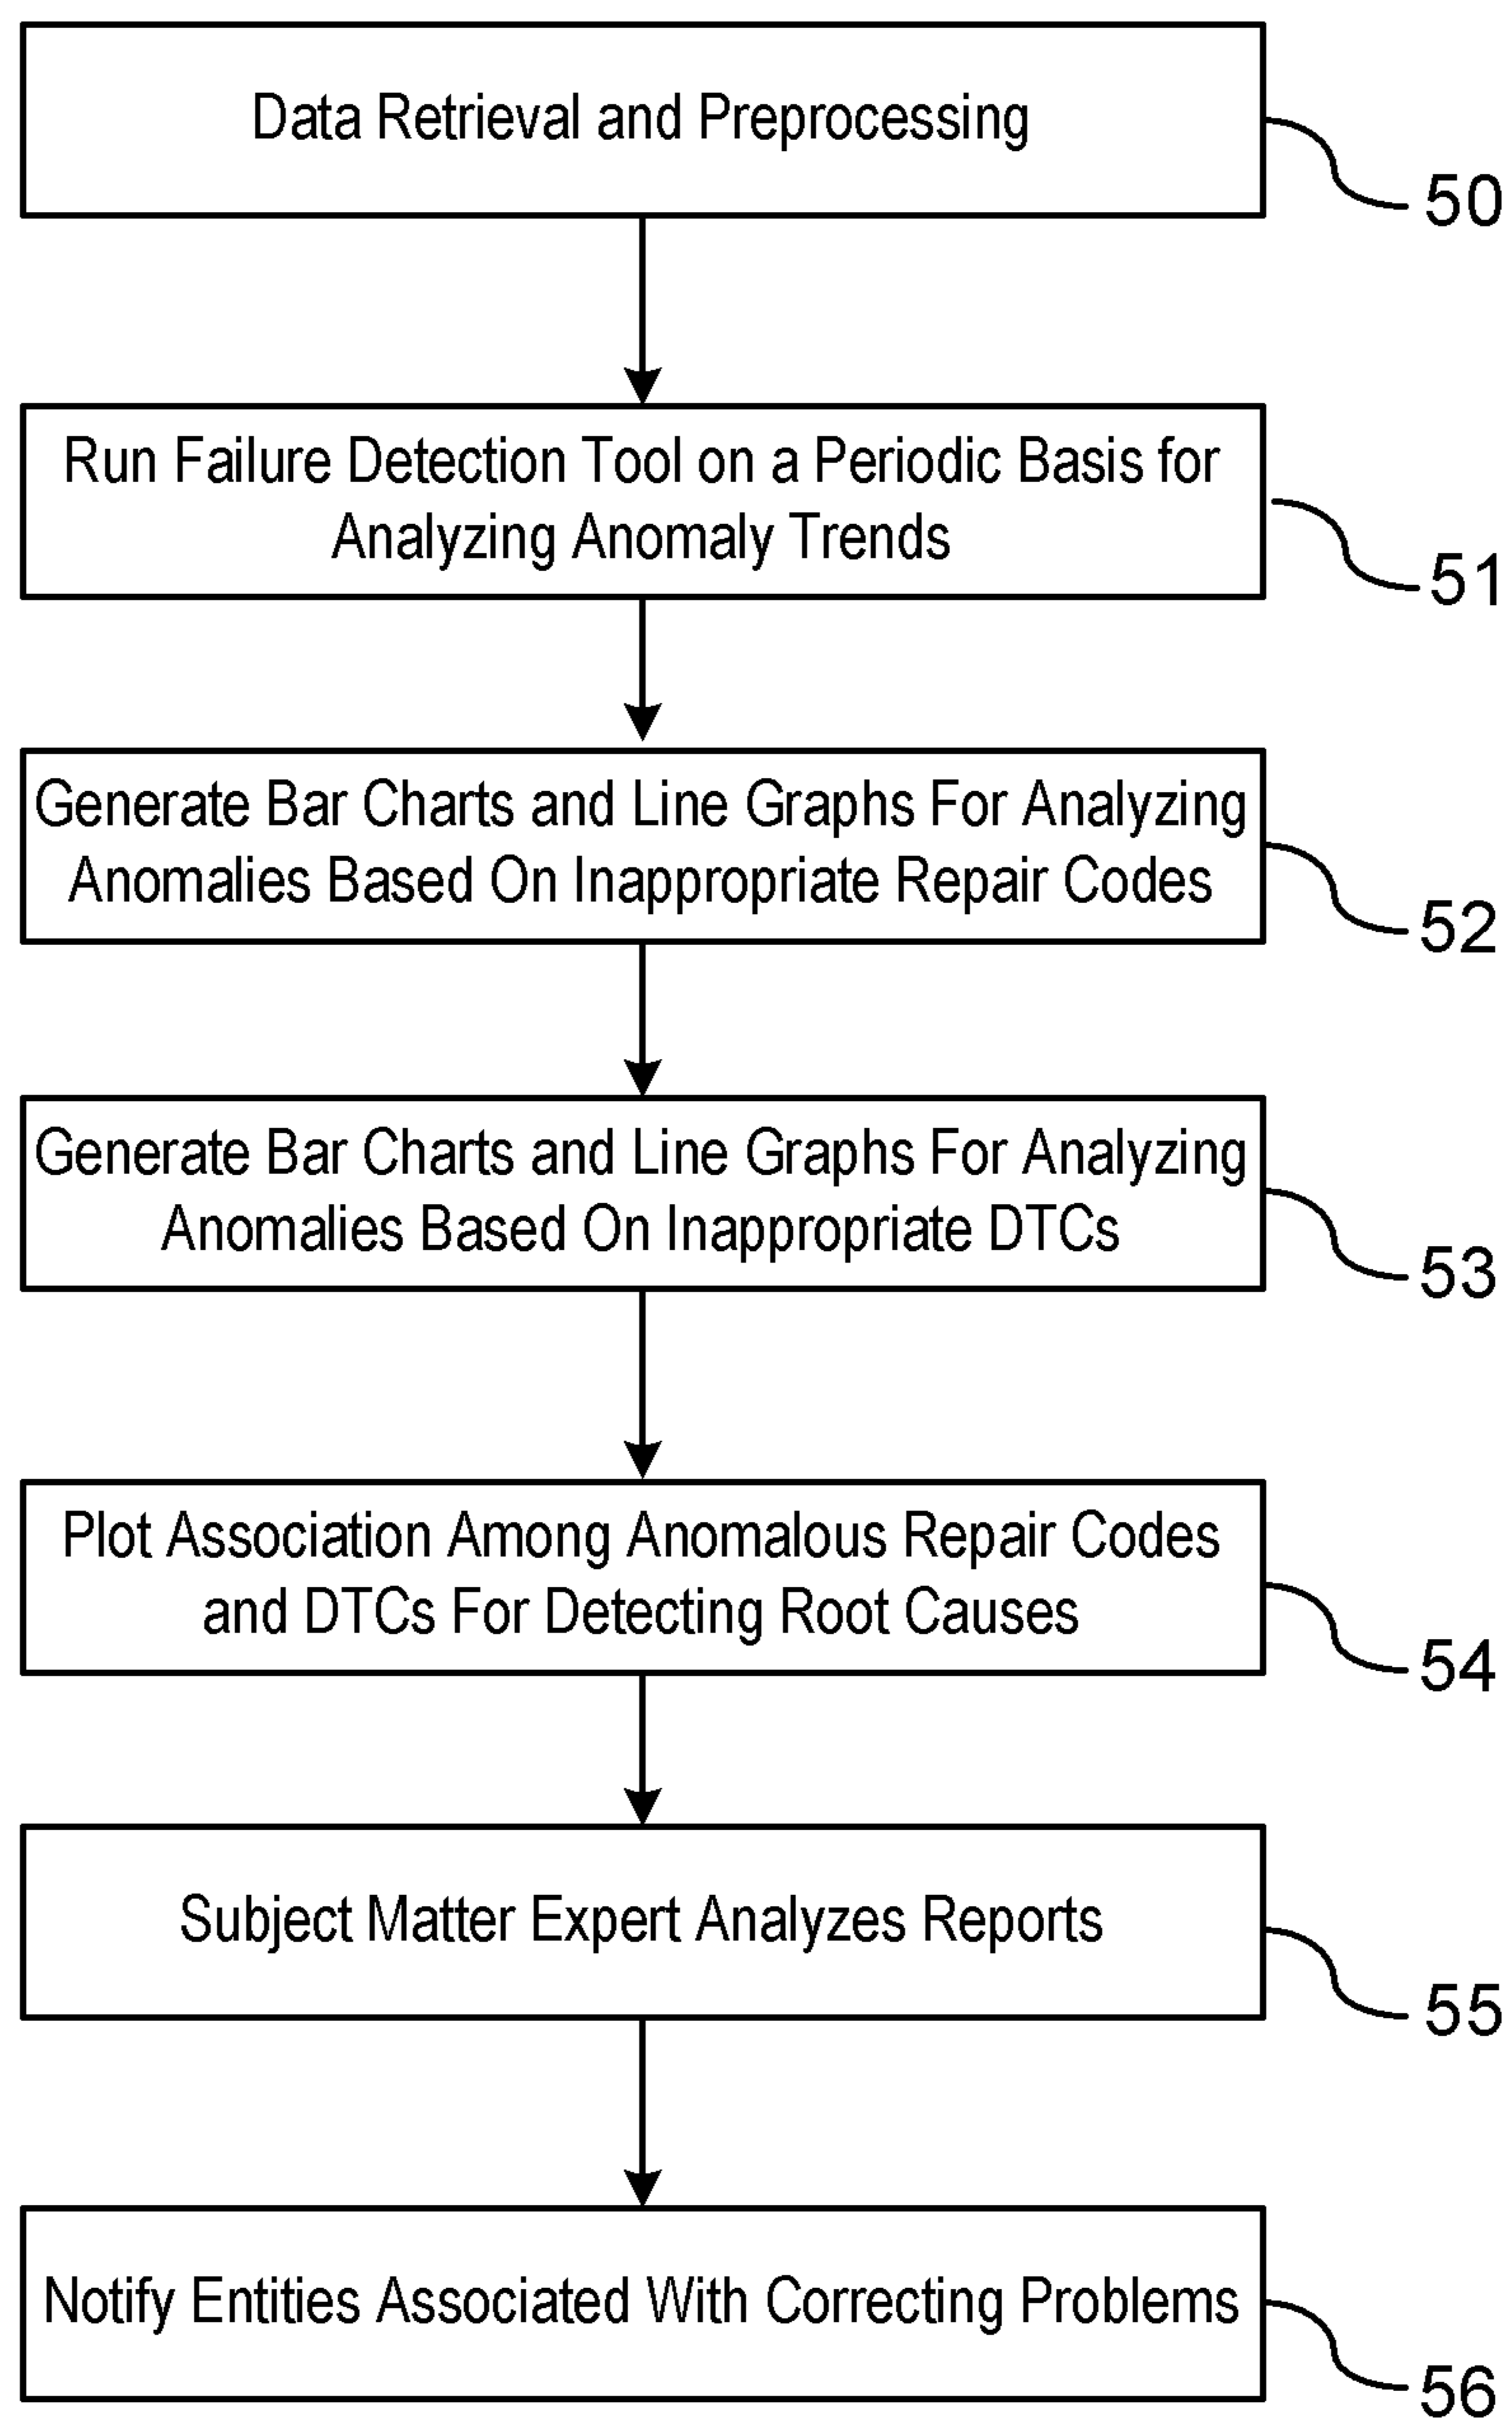 Data Retrieval and Preprocessing
50
Run Failure Detection Tool on a Periodic Basis for
Analyzing Anomaly Trends
51
Generate Bar Charts and Line Graphs For Analyzing
Anomalies Based On Inappropriate Repair Codes
52
Generate Bar Charts and Line Graphs For Analyzing
Anomalies Based On Inappropriate DTCs
53
Plot Association Among Anomalous Repair Codes
and DTCs For Detecting Root Causes
54
Subject Matter Expert Analyzes Reports
55
Notify Entities Associated With Correcting Problems
56